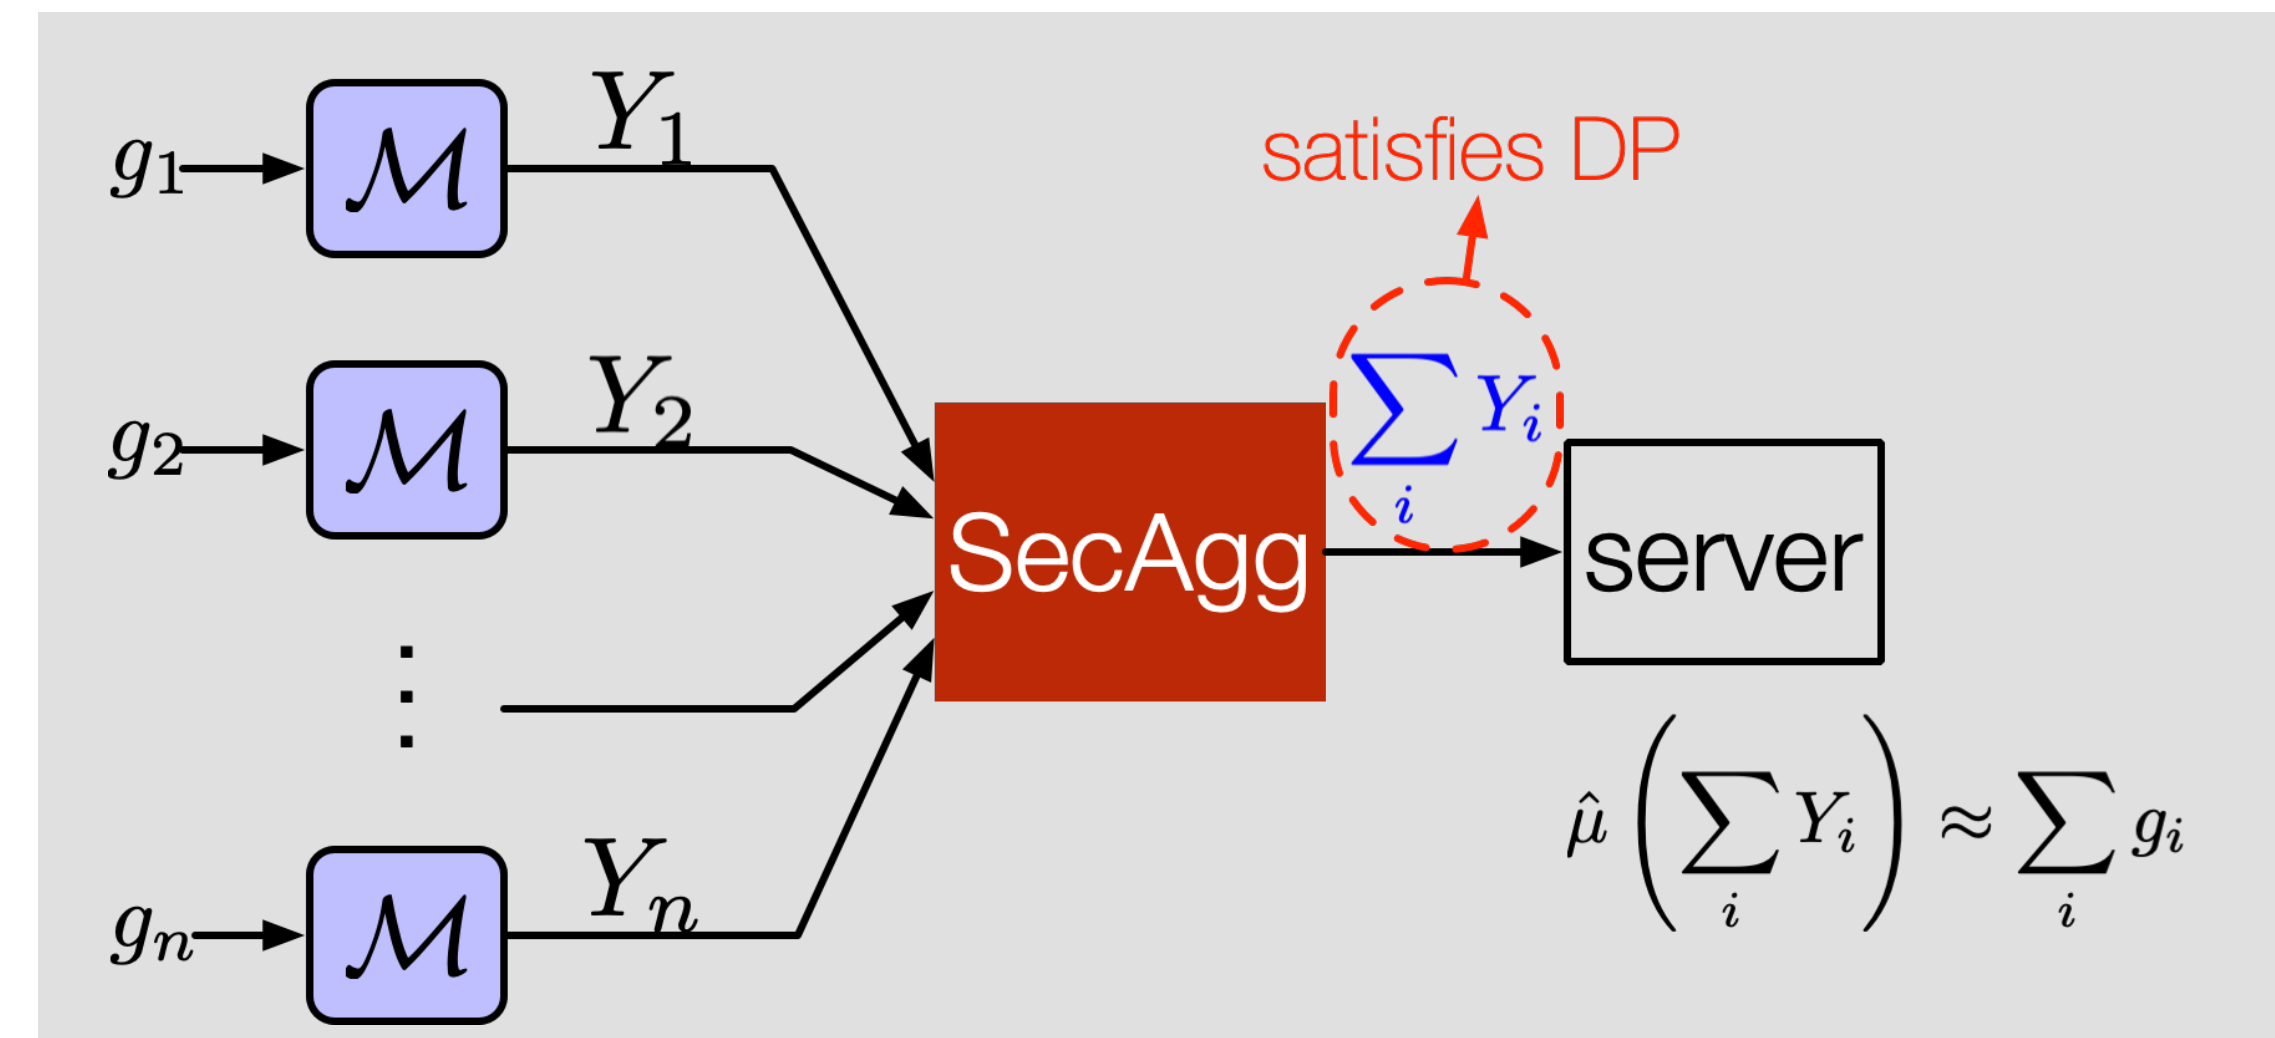 g₁ ℳ Y₁
satisfies DP
g₂ ℳ Y₂
∑ᵢ Yᵢ
SecAgg
server
⋮
gₙ ℳ Yₙ
μ̂ (∑ᵢ Yᵢ) ≈ ∑ᵢ gᵢ